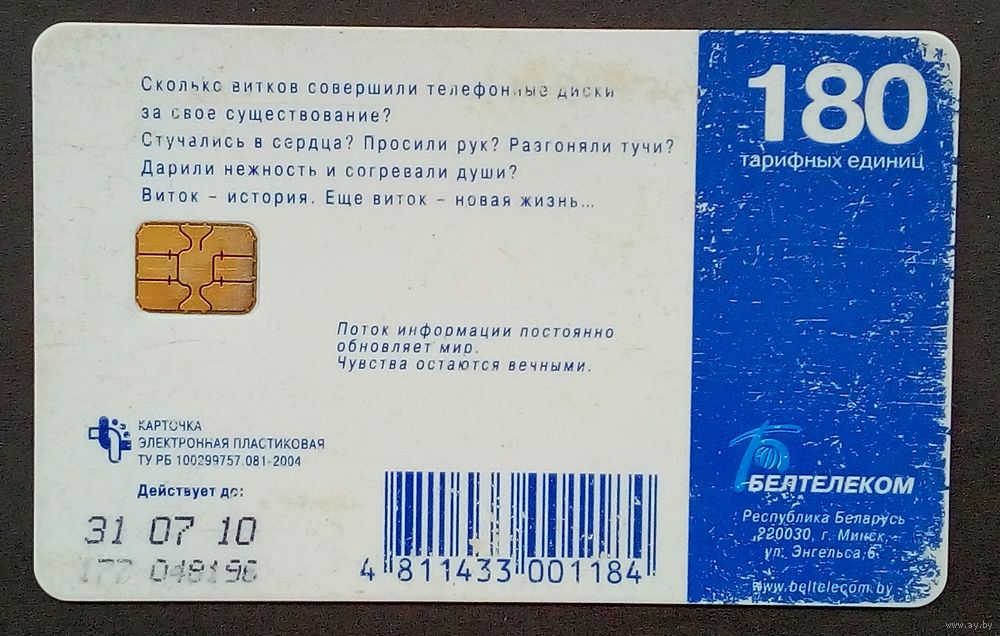 Сколько витков совершили телефонные диски
за свое существование?
Стучались в сердца? Просили рук? Разгоняли тучи?
Дарили нежность и согревали души?
Виток – история. Еще виток – новая жизнь...
180
тарифных единиц
Поток информации постоянно
обновляет мир.
Чувства остаются вечными.
КАРТОЧКА
ЭЛЕКТРОННАЯ ПЛАСТИКОВАЯ
ТУ РБ 100299757.081-2004
Действует до:
31 07 10
048196
4 811433 001184
БЕЛТЕЛЕКОМ
Республика Беларусь
220030, г. Минск,
ул. Энгельса,6.
www.beltelecom.by
www.ay.by